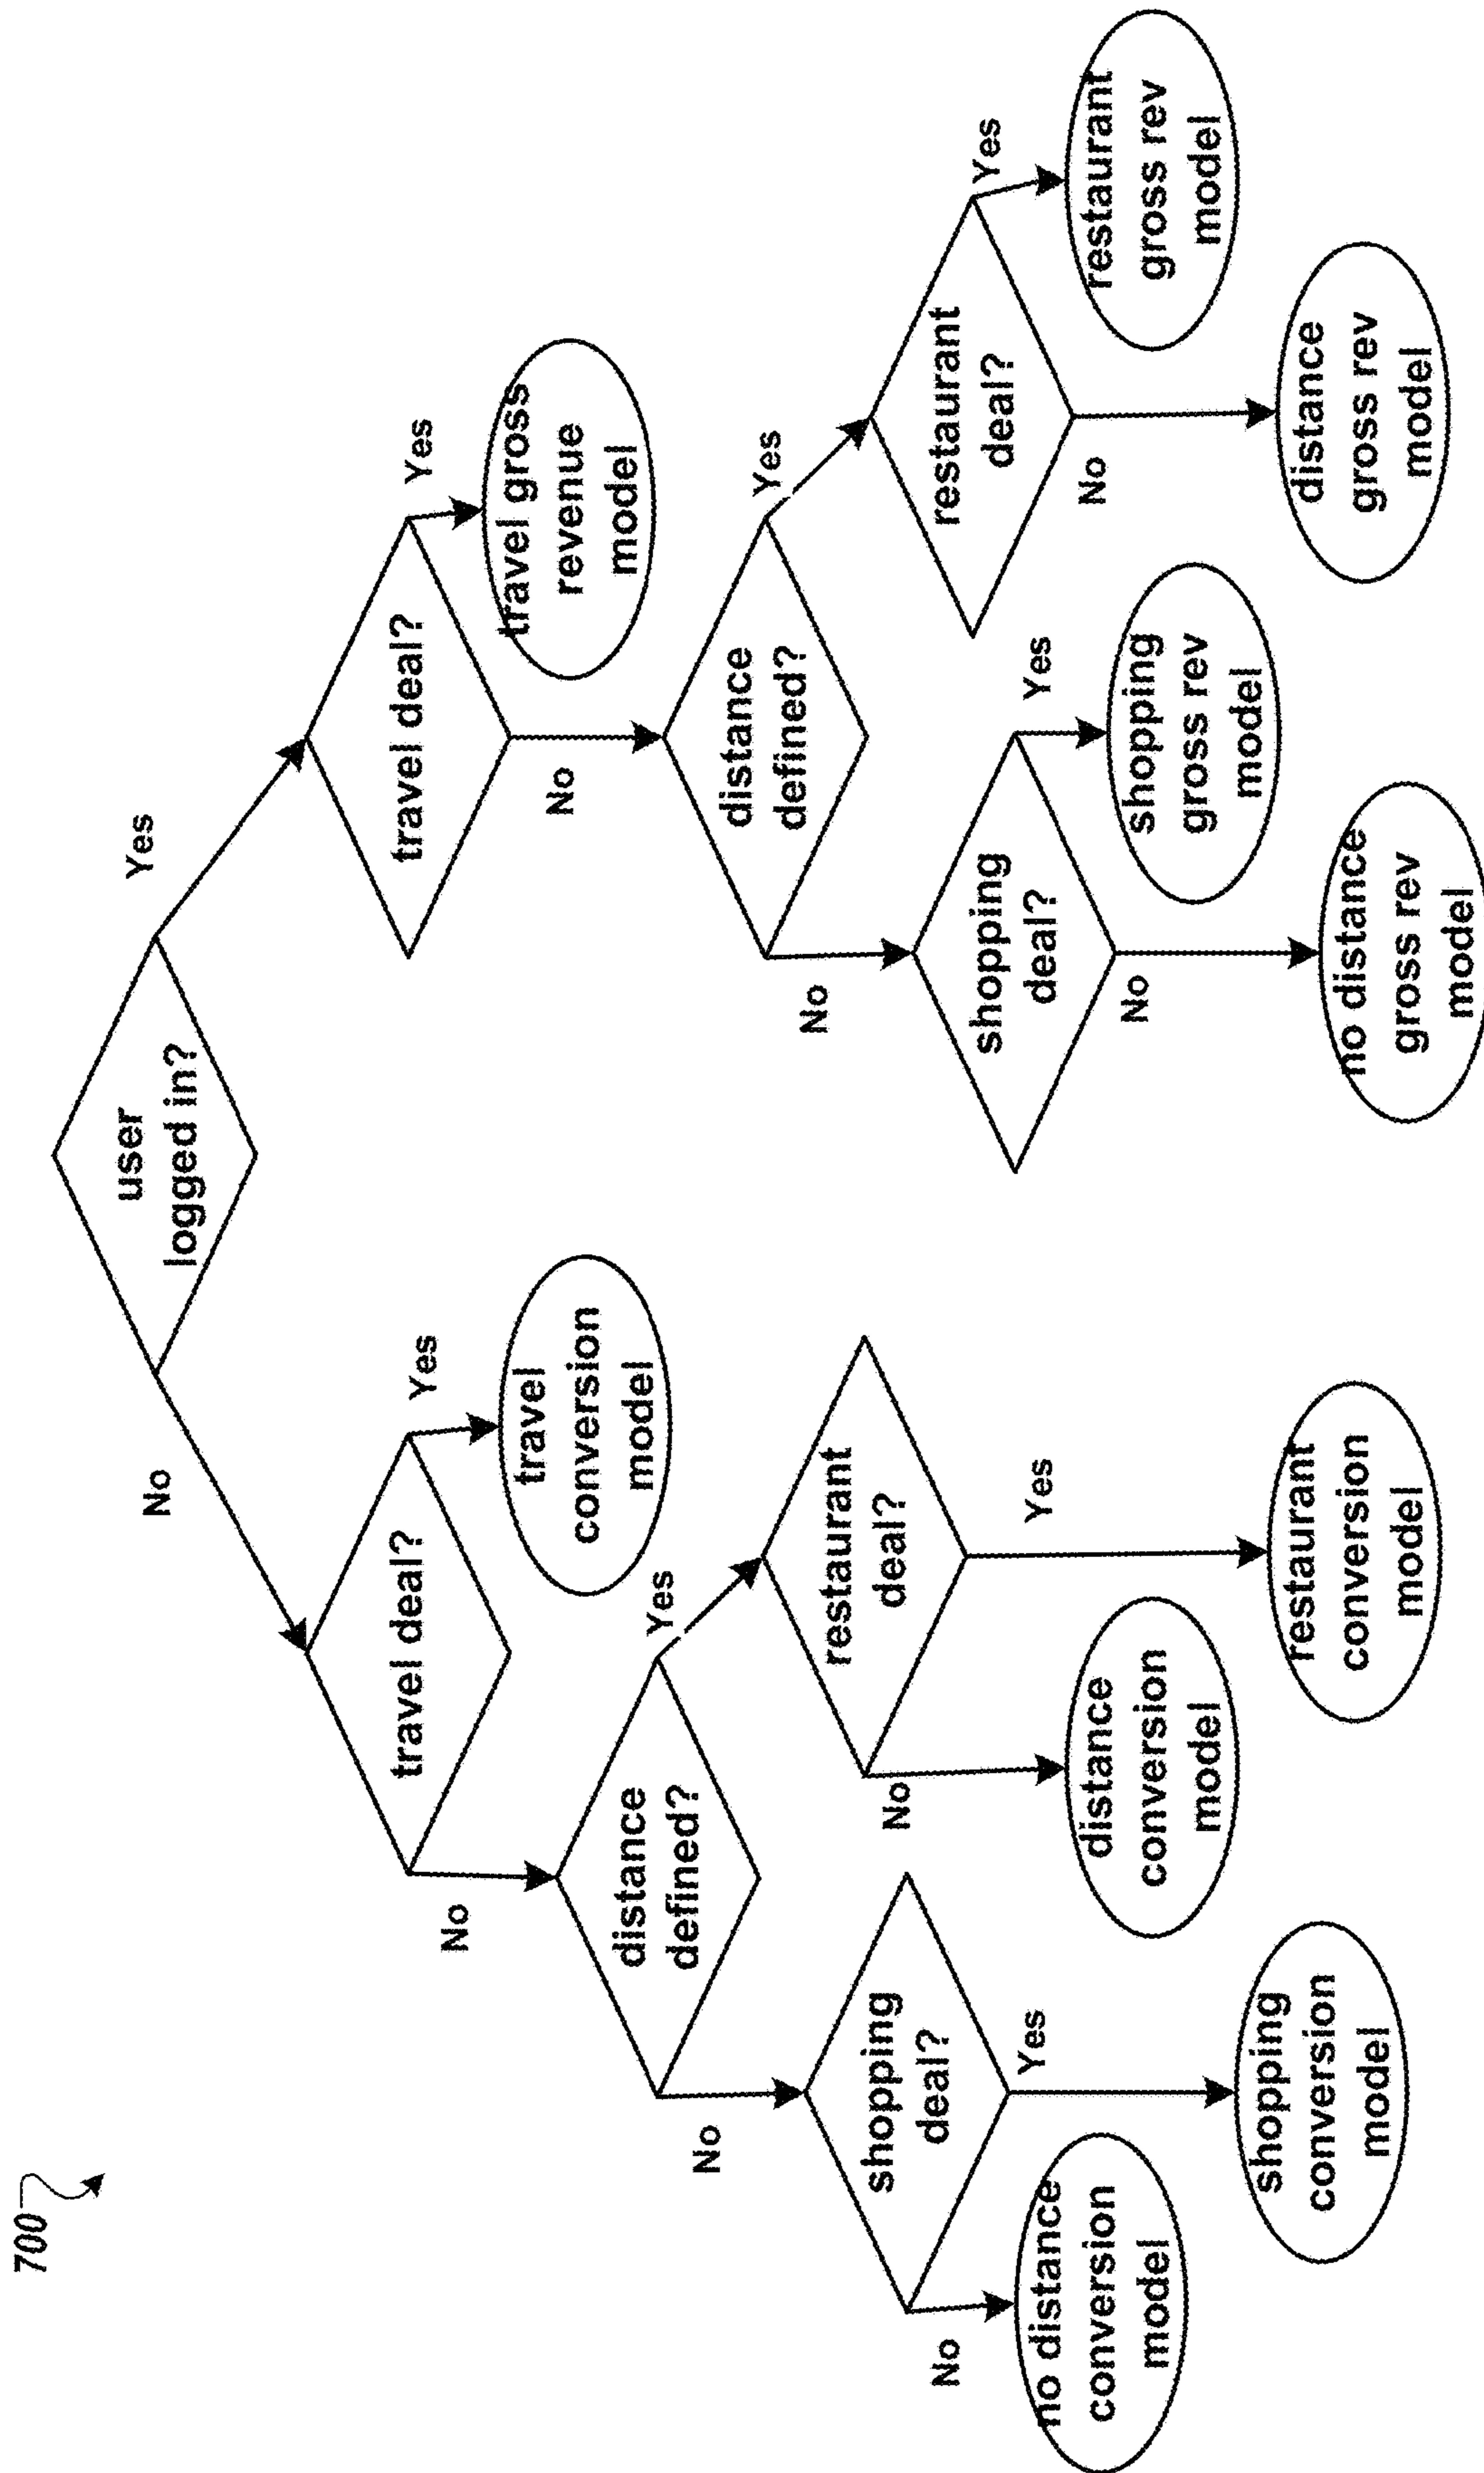 700
user
logged in?
No
Yes
travel deal?
Yes
travel
conversion
model
No
distance
defined?
Yes
restaurant
deal?
No
distance
conversion
model
Yes
restaurant
conversion
model
No
shopping
deal?
No
no distance
conversion
model
Yes
shopping
conversion
model
travel deal?
Yes
travel gross
revenue
model
No
distance
defined?
Yes
restaurant
deal?
Yes
restaurant
gross rev
model
No
distance
gross rev
model
No
shopping
deal?
Yes
shopping
gross rev
model
No
no distance
gross rev
model